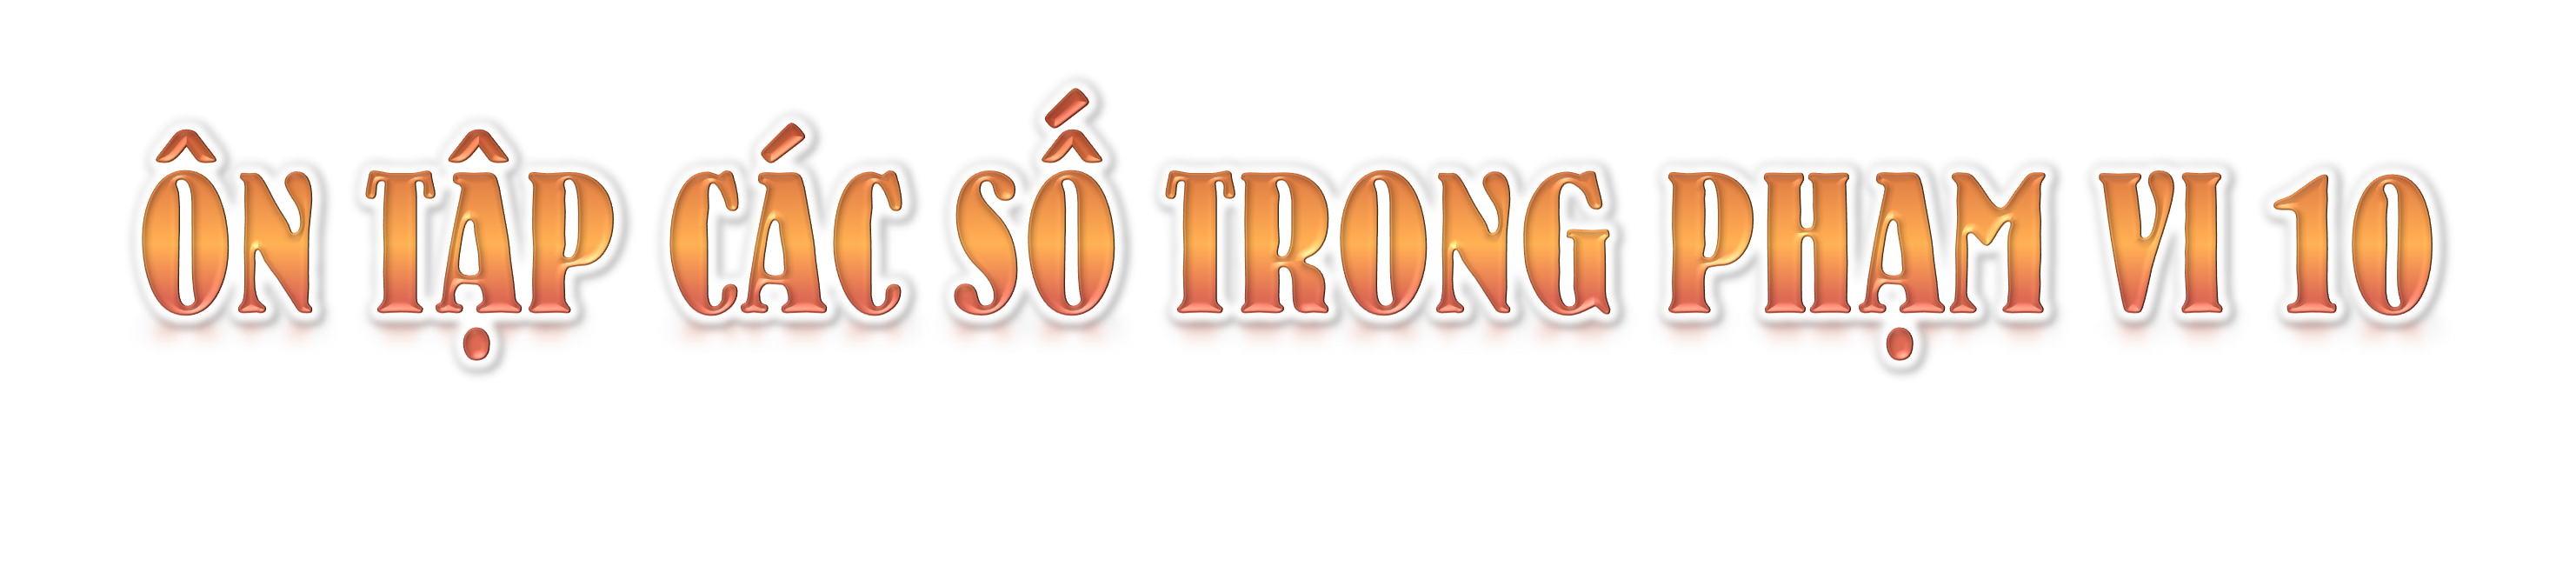 ÔN TẬP CÁC SỐ TRONG PHẠM VI 10